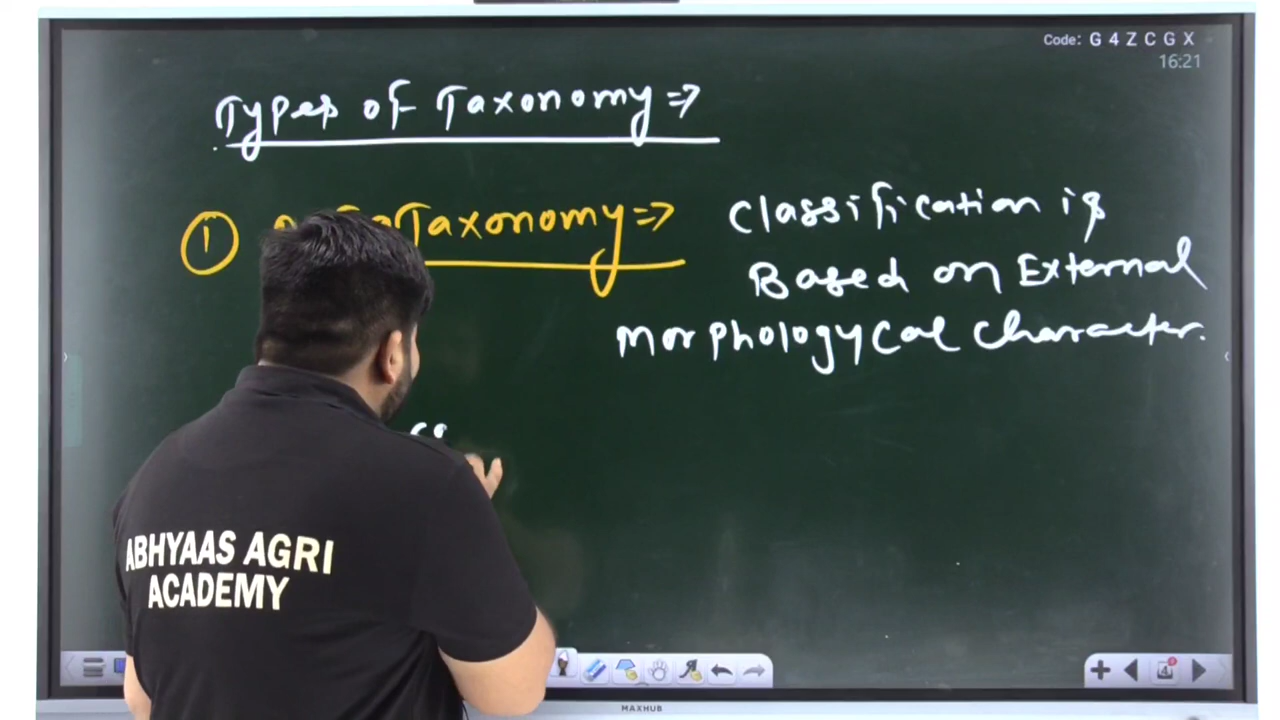 Code: G4ZCGX
16:21
Types of Taxonomy ⇒
① Taxonomy ⇒ Classification is
Based on External
morphologycal character.
ABHYAAS AGRI
ACADEMY
4
MAXHUB